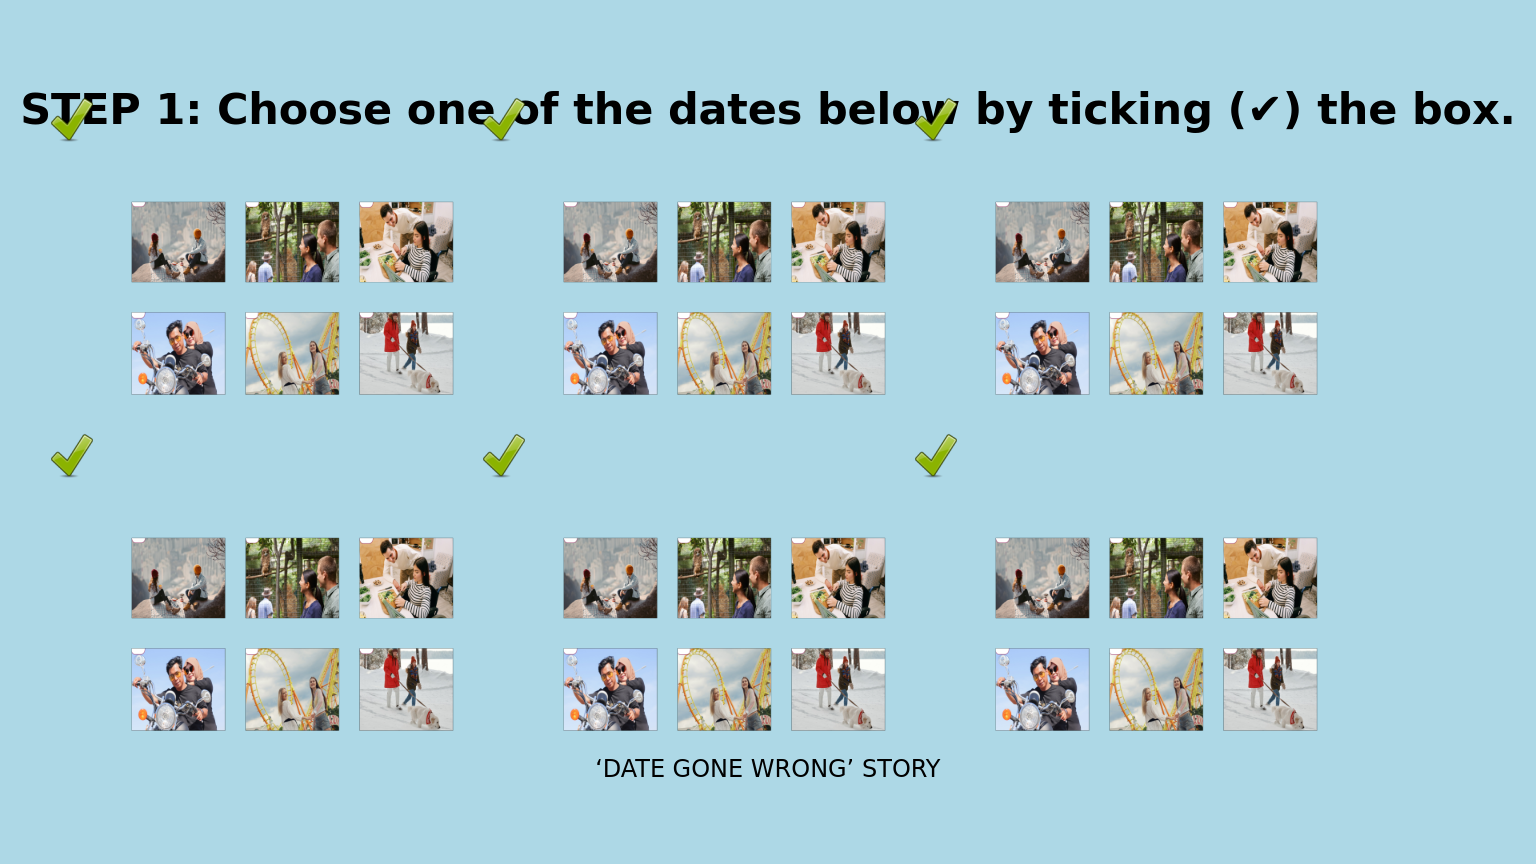 STEP 1: Choose one of the dates below by ticking (✔) the box.
‘DATE GONE WRONG’ STORY